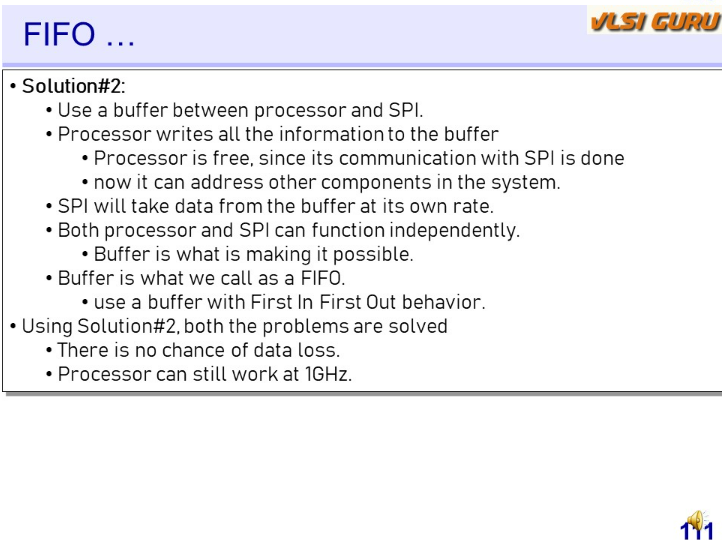 FIFO ...
VLSI GURU
• Solution#2:
• Use a buffer between processor and SPI.
• Processor writes all the information to the buffer
• Processor is free, since its communication with SPI is done
• now it can address other components in the system.
• SPI will take data from the buffer at its own rate.
• Both processor and SPI can function independently.
• Buffer is what is making it possible.
• Buffer is what we call as a FIFO.
• use a buffer with First In First Out behavior.
• Using Solution#2, both the problems are solved
• There is no chance of data loss.
• Processor can still work at 1GHz.
111